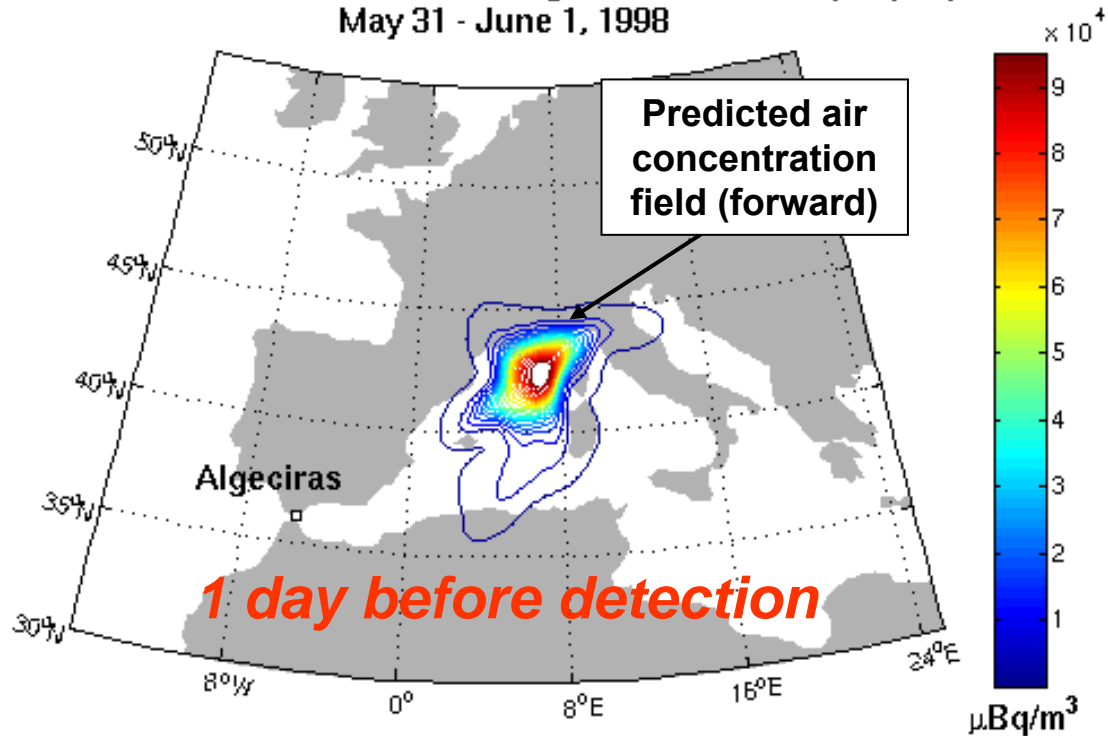 May 31 - June 1, 1998
x 10⁴
Predicted air
concentration
field (forward)
50°N
45°N
40°N
35°N
30°N
Algeciras
1 day before detection
8°W
0°
8°E
16°E
24°E
9
8
7
6
5
4
3
2
1
μBq/m³